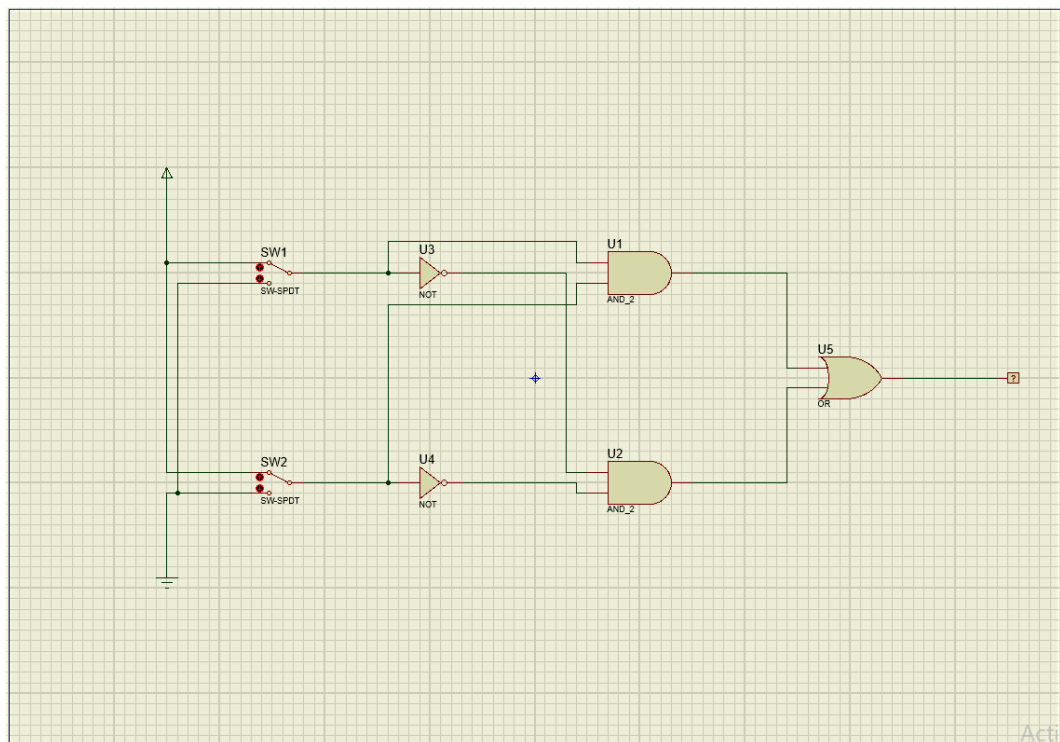 SW1
SW-SPDT
U3
NOT
U1
AND_2
U5
OR
?
SW2
SW-SPDT
U4
NOT
U2
AND_2
Acti